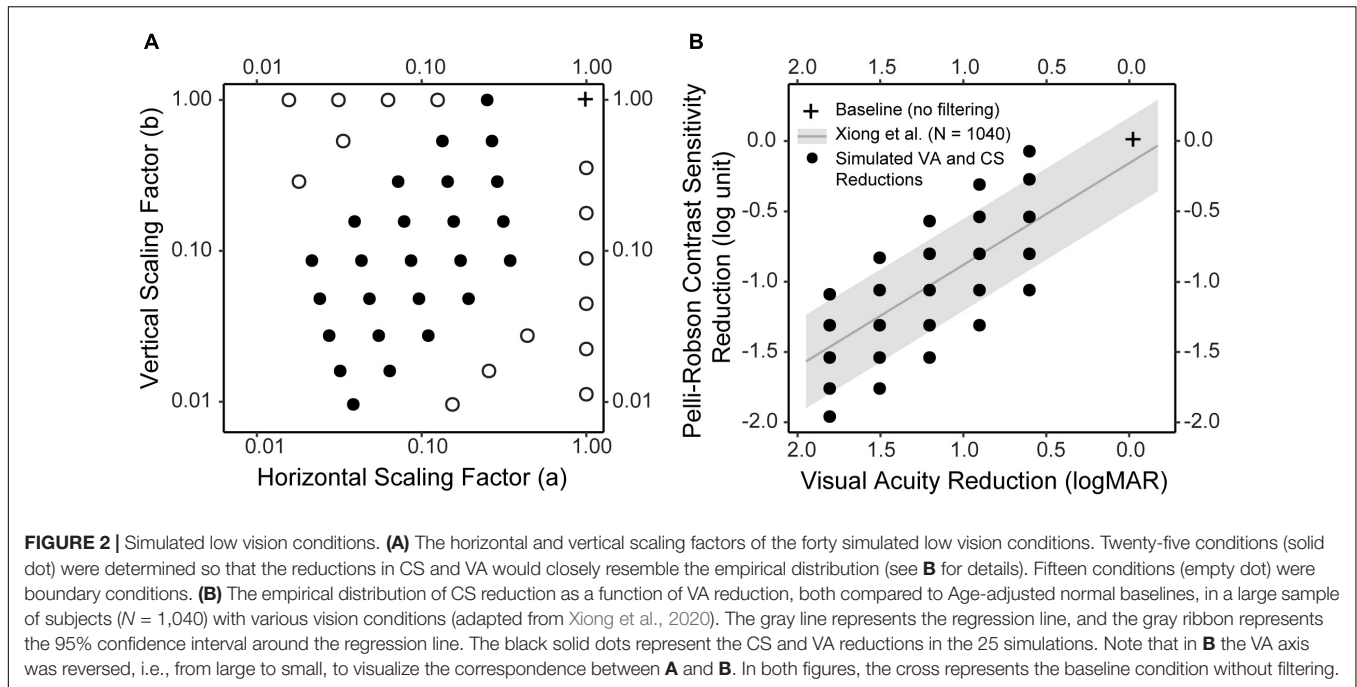 A
0.01 0.10 1.00
1.00
0.10
0.01
Vertical Scaling Factor (b)
1.00
0.10
0.01
0.01 0.10 1.00
Horizontal Scaling Factor (a)
B
2.0 1.5 1.0 0.5 0.0
Baseline (no filtering)
Xiong et al. (N = 1040)
Simulated VA and CS
Reductions
Pelli-Robson Contrast Sensitivity
Reduction (log unit)
0.0
-0.5
-1.0
-1.5
-2.0
0.0
-0.5
-1.0
-1.5
-2.0
2.0 1.5 1.0 0.5 0.0
Visual Acuity Reduction (logMAR)
FIGURE 2 | Simulated low vision conditions. (A) The horizontal and vertical scaling factors of the forty simulated low vision conditions. Twenty-five conditions (solid
dot) were determined so that the reductions in CS and VA would closely resemble the empirical distribution (see B for details). Fifteen conditions (empty dot) were
boundary conditions. (B) The empirical distribution of CS reduction as a function of VA reduction, both compared to Age-adjusted normal baselines, in a large sample
of subjects (N = 1,040) with various vision conditions (adapted from Xiong et al., 2020). The gray line represents the regression line, and the gray ribbon represents
the 95% confidence interval around the regression line. The black solid dots represent the CS and VA reductions in the 25 simulations. Note that in B the VA axis
was reversed, i.e., from large to small, to visualize the correspondence between A and B. In both figures, the cross represents the baseline condition without filtering.